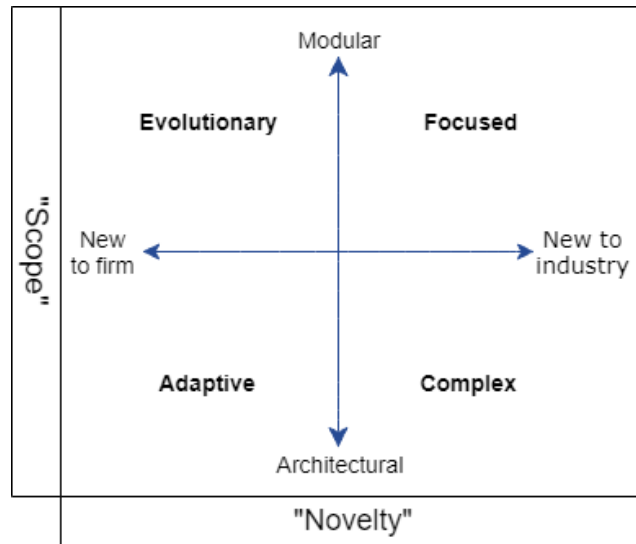 Modular
Evolutionary
Focused
"Scope"
New
to firm
New to
industry
Adaptive
Complex
Architectural
"Novelty"